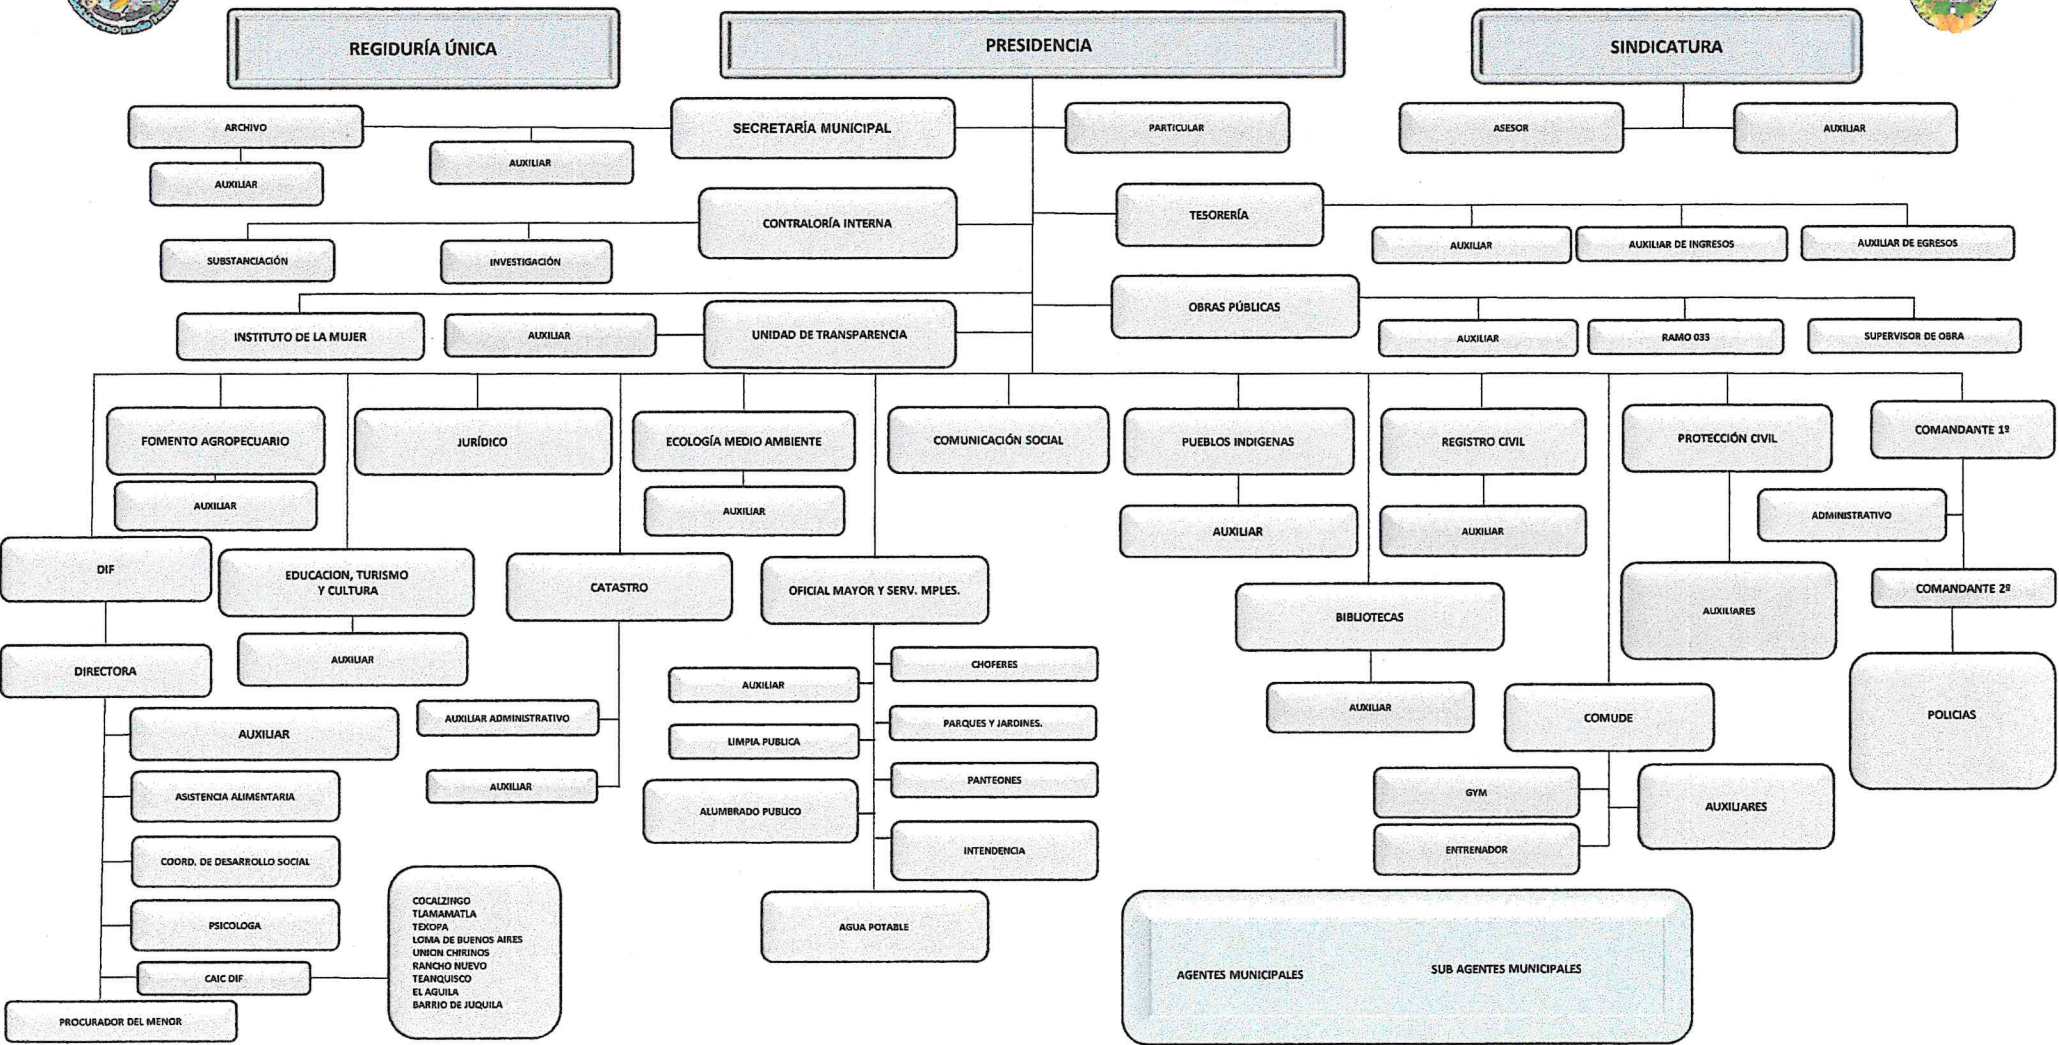 REGIDURÍA ÚNICA
PRESIDENCIA
SINDICATURA
ARCHIVO
AUXILIAR
AUXILIAR
SECRETARÍA MUNICIPAL
PARTICULAR
ASESOR
AUXILIAR
CONTRALORÍA INTERNA
SUBSTANCIACIÓN
INVESTIGACIÓN
TESORERÍA
AUXILIAR
AUXILIAR DE INGRESOS
AUXILIAR DE EGRESOS
INSTITUTO DE LA MUJER
AUXILIAR
UNIDAD DE TRANSPARENCIA
OBRAS PÚBLICAS
AUXILIAR
RAMO 033
SUPERVISOR DE OBRA
FOMENTO AGROPECUARIO
AUXILIAR
JURÍDICO
ECOLOGÍA MEDIO AMBIENTE
AUXILIAR
COMUNICACIÓN SOCIAL
PUEBLOS INDIGENAS
AUXILIAR
REGISTRO CIVIL
AUXILIAR
PROTECCIÓN CIVIL
AUXILIARES
COMANDANTE 1º
ADMINISTRATIVO
COMANDANTE 2º
POLICIAS
DIF
DIRECTORA
EDUCACION, TURISMO
Y CULTURA
AUXILIAR
CATASTRO
AUXILIAR ADMINISTRATIVO
AUXILIAR
OFICIAL MAYOR Y SERV. MPLES.
CHOFERES
AUXILIAR
PARQUES Y JARDINES.
LIMPIA PUBLICA
PANTEONES
ALUMBRADO PUBLICO
INTENDENCIA
AGUA POTABLE
BIBLIOTECAS
AUXILIAR
COMUDE
GYM
AUXILIARES
ENTRENADOR
AUXILIAR
ASISTENCIA ALIMENTARIA
COORD. DE DESARROLLO SOCIAL
PSICOLOGA
CAIC DIF
PROCURADOR DEL MENOR
COCALZINGO
TLAMAMATLA
TEXOPA
LOMA DE BUENOS AIRES
UNION CHIRINOS
RANCHO NUEVO
TEANQUISCO
EL AGUILA
BARRIO DE JUQUILA
AGENTES MUNICIPALES
SUB AGENTES MUNICIPALES